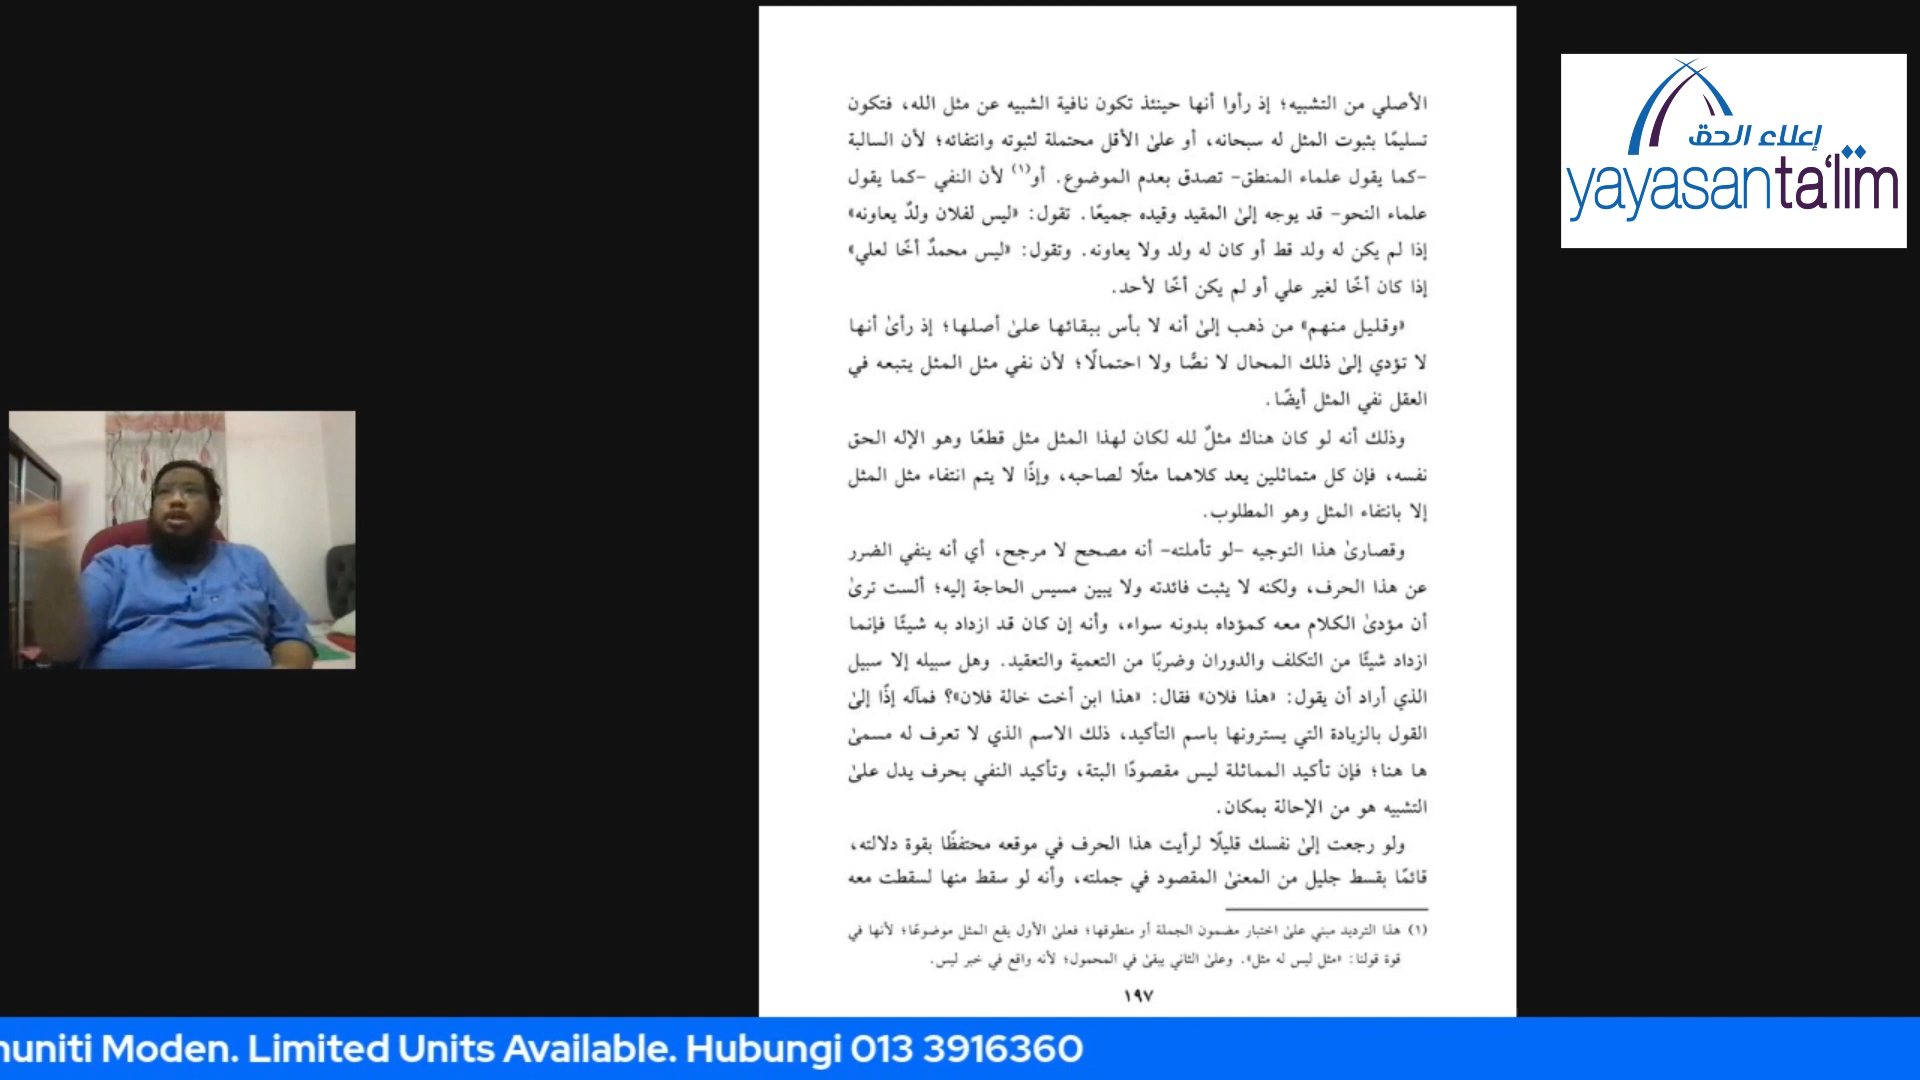 الأصلي من التشبيه؛ إذ رأوا أنها حينئذ تكون نافية الشبيه عن مثل الله، فتكون
تسليمًا بثبوت المثل له سبحانه، أو علىٰ الأقل محتملة لثبوته وانتفائه؛ لأن السالبة
-كما يقول علماء المنطق- تصدق بعدم الموضوع. أو(١) لأن النفي -كما يقول
علماء النحو- قد يوجه إلىٰ المقيد وقيده جميعًا. تقول: «ليس لفلان ولدٌ يعاونه»
إذا لم يكن له ولد قط أو كان له ولد ولا يعاونه. وتقول: «ليس محمدٌ أخًا لعلي»
إذا كان أخًا لغير علي أو لم يكن أخًا لأحد.
«وقليل منهم» من ذهب إلىٰ أنه لا بأس ببقائها علىٰ أصلها؛ إذ رأىٰ أنها
لا تؤدي إلىٰ ذلك المحال لا نصًّا ولا احتمالًا؛ لأن نفي مثل المثل يتبعه في
العقل نفي المثل أيضًا.
وذلك أنه لو كان هناك مثلٌ لله لكان لهذا المثل مثل قطعًا وهو الإله الحق
نفسه، فإن كل متماثلين يعد كلاهما مثلًا لصاحبه، وإذًا لا يتم انتفاء مثل المثل
إلا بانتفاء المثل وهو المطلوب.
وقصارىٰ هذا التوجيه -لو تأملته- أنه مصحح لا مرجح، أي أنه ينفي الضرر
عن هذا الحرف، ولكنه لا يثبت فائدته ولا يبين مسيس الحاجة إليه؛ ألست ترىٰ
أن مؤدىٰ الكلام معه كمؤداه بدونه سواء، وأنه إن كان قد ازداد به شيئًا فإنما
ازداد شيئًا من التكلف والدوران وضربًا من التعمية والتعقيد. وهل سبيله إلا سبيل
الذي أراد أن يقول: «هذا فلان» فقال: «هذا ابن أخت خالة فلان»؟ فمآله إذًا إلىٰ
القول بالزيادة التي يسترونها باسم التأكيد، ذلك الاسم الذي لا تعرف له مسمىٰ
ها هنا؛ فإن تأكيد المماثلة ليس مقصودًا البتة، وتأكيد النفي بحرف يدل علىٰ
التشبيه هو من الإحالة بمكان.
ولو رجعت إلىٰ نفسك قليلًا لرأيت هذا الحرف في موقعه محتفظًا بقوة دلالته،
قائمًا بقسط جليل من المعنىٰ المقصود في جملته، وأنه لو سقط منها لسقطت معه
(١) هذا الترديد مبني علىٰ اختبار مضمون الجملة أو منطوقها؛ فعلىٰ الأول يقع المثل موضوعًا؛ لأنها في
قوة قولنا: «مثل ليس له مثل». وعلىٰ الثاني يبقىٰ في المحمول؛ لأنه واقع في خبر ليس.
١٩٧
إعلاء الحق
yayasanta'lim
nuniti Moden. Limited Units Available. Hubungi 013 3916360